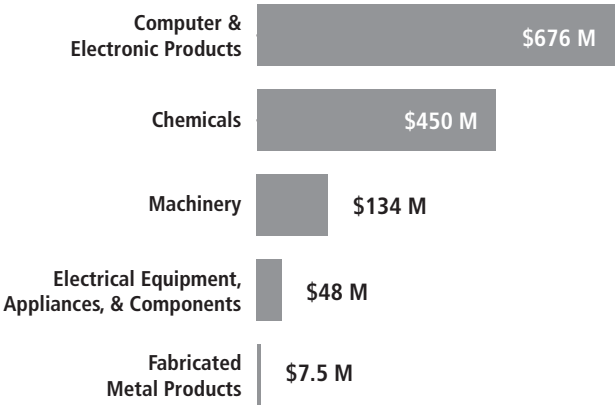 Computer &
Electronic Products
$676 M
Chemicals
$450 M
Machinery
$134 M
Electrical Equipment,
Appliances, & Components
$48 M
Fabricated
Metal Products
$7.5 M